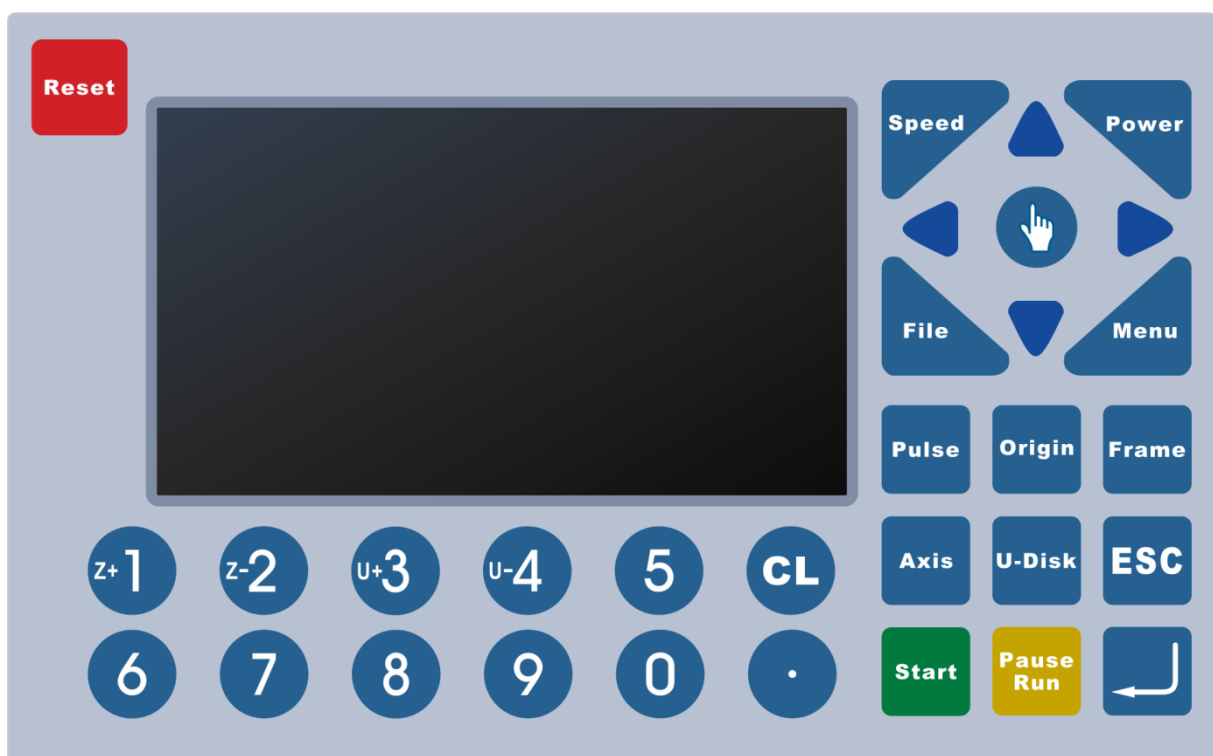 Reset
Speed
Power
File
Menu
Pulse
Origin
Frame
Z+1
Z-2
U+3
U-4
5
CL
Axis
U-Disk
ESC
6
7
8
9
0
.
Start
Pause
Run